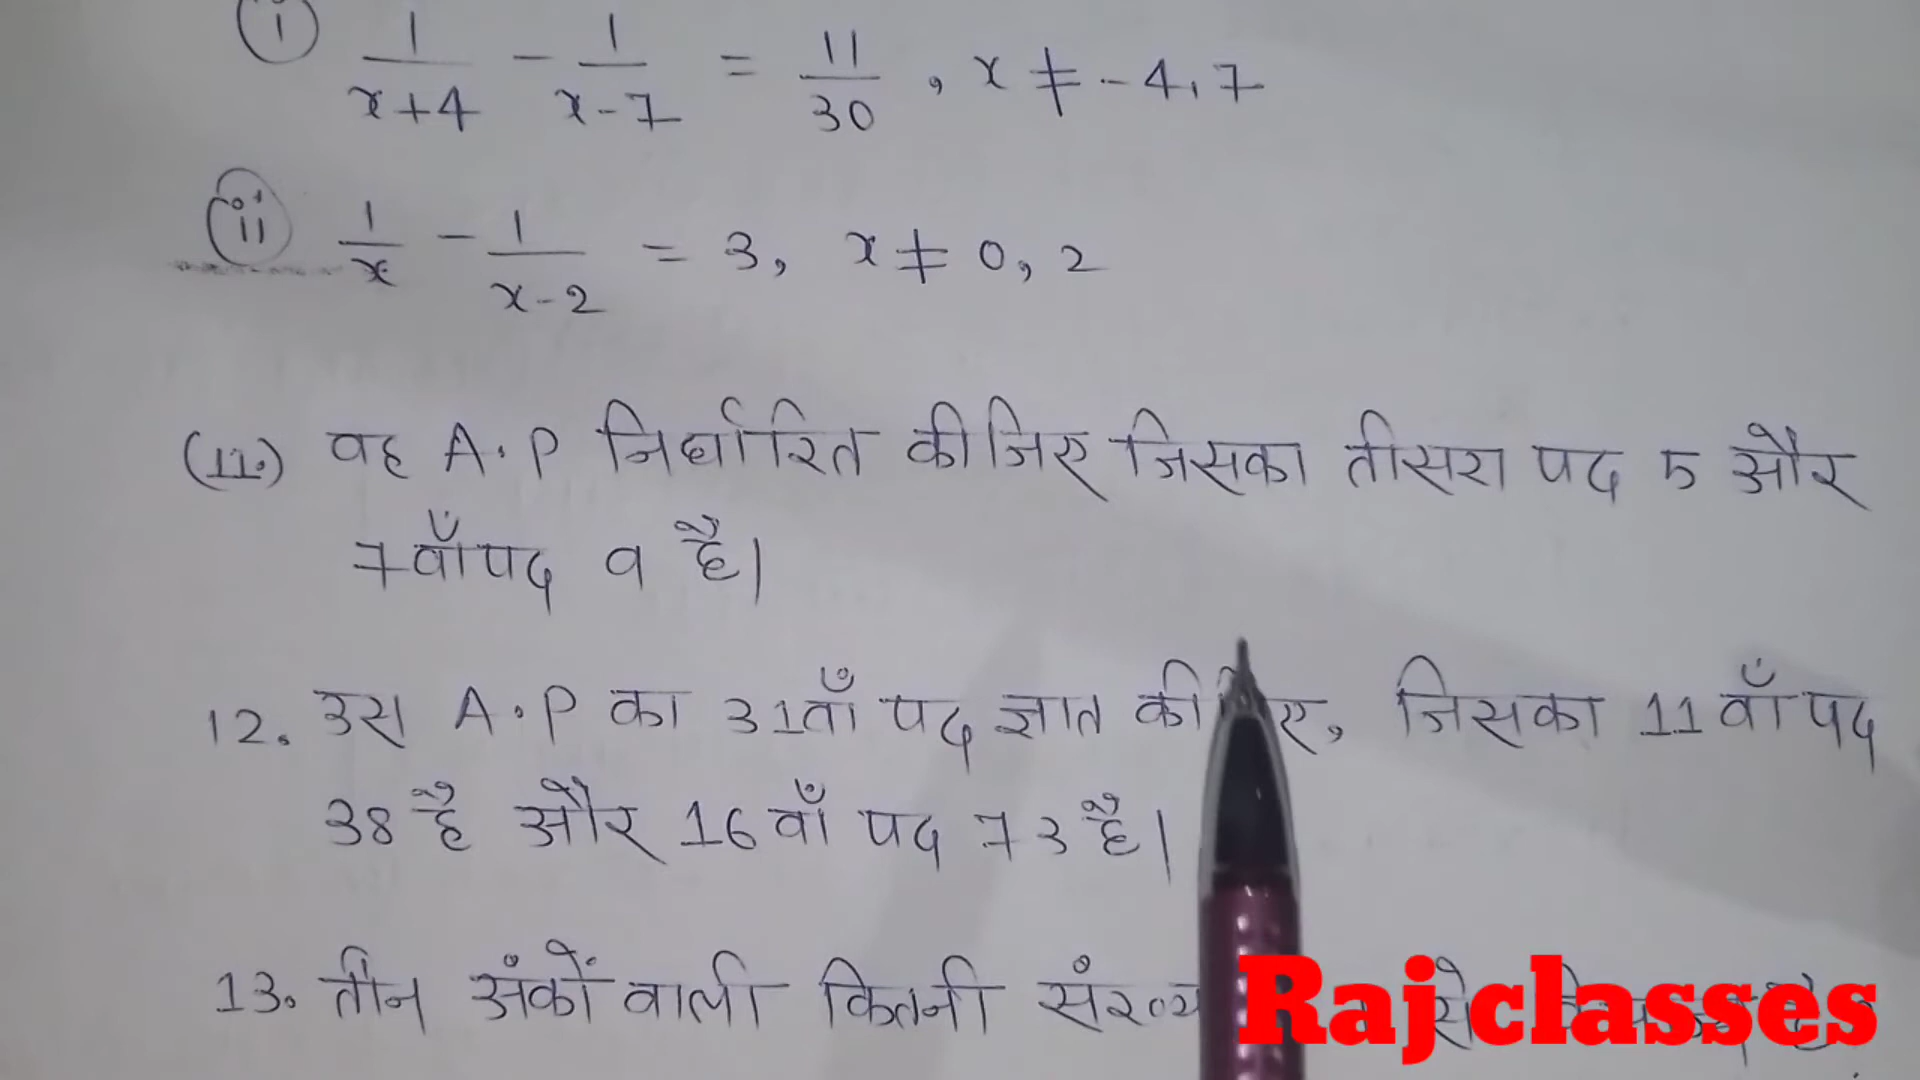 (i) 1/(x+4) - 1/(x-7) = 11/30, x ≠ -4, 7
(ii) 1/x - 1/(x-2) = 3, x ≠ 0, 2
(11.) वह A.P निर्धारित कीजिए जिसका तीसरा पद 5 और
7वाँ पद 9 है।
12. उस A.P का 31वाँ पद ज्ञात कीजिए, जिसका 11वाँ पद
38 है और 16वाँ पद 73 है।
13. तीन अंकों वाली कितनी से
Raj classes